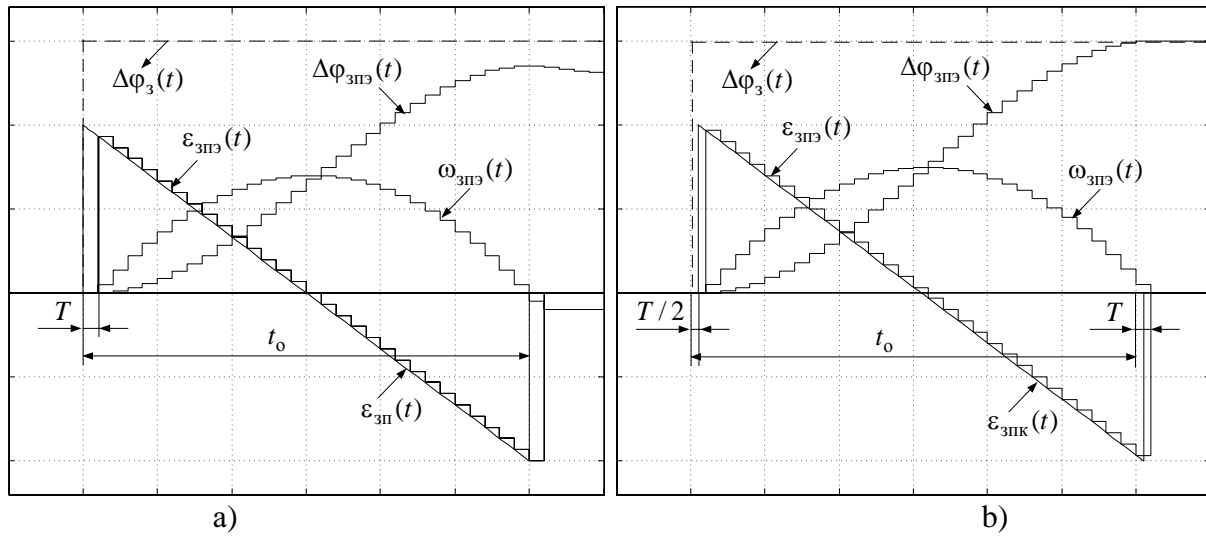 Δφз(t)
Δφзпэ(t)
εзпэ(t)
ωзпэ(t)
T
tо
εзп(t)
a)
Δφз(t)
Δφзпэ(t)
εзпэ(t)
ωзпэ(t)
T / 2
T
tо
εзпк(t)
b)